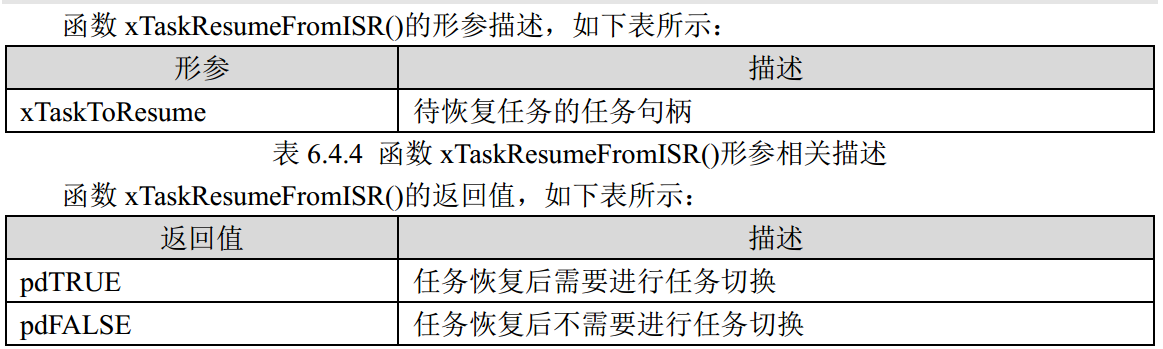 函数 xTaskResumeFromISR()的形参描述，如下表所示：
形参 描述
xTaskToResume 待恢复任务的任务句柄
表 6.4.4 函数 xTaskResumeFromISR()形参相关描述
函数 xTaskResumeFromISR()的返回值，如下表所示：
返回值 描述
pdTRUE 任务恢复后需要进行任务切换
pdFALSE 任务恢复后不需要进行任务切换